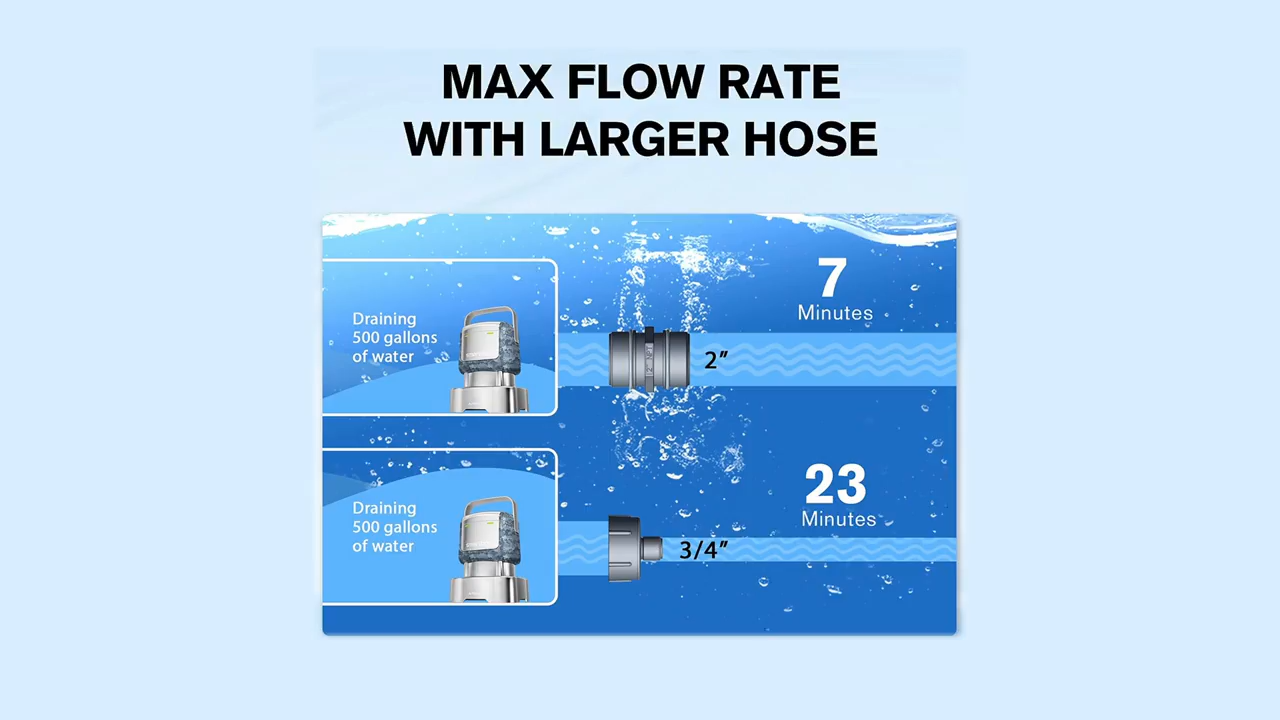 MAX FLOW RATE
WITH LARGER HOSE
7
Minutes
Draining
500 gallons
of water
2"
23
Minutes
Draining
500 gallons
of water
3/4"